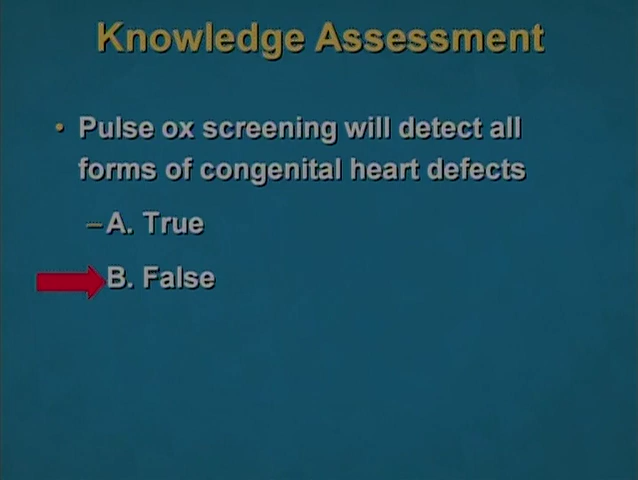 Knowledge Assessment
• Pulse ox screening will detect all
forms of congenital heart defects
– A. True
B. False